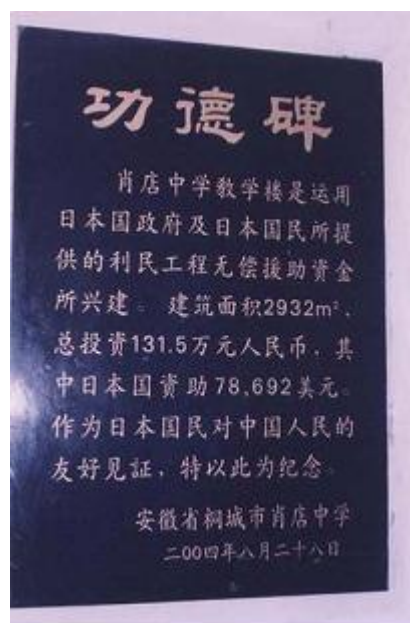 功德碑
肖店中学教学楼是运用
日本国政府及日本国民所提
供的利民工程无偿援助资金
所兴建。建筑面积2932m²、
总投资131.5万元人民币、其
中日本国资助78,692美元。
作为日本国民对中国人民的
友好见証，特以此为纪念。
安徽省桐城市肖店中学
二00四年八月二十八日